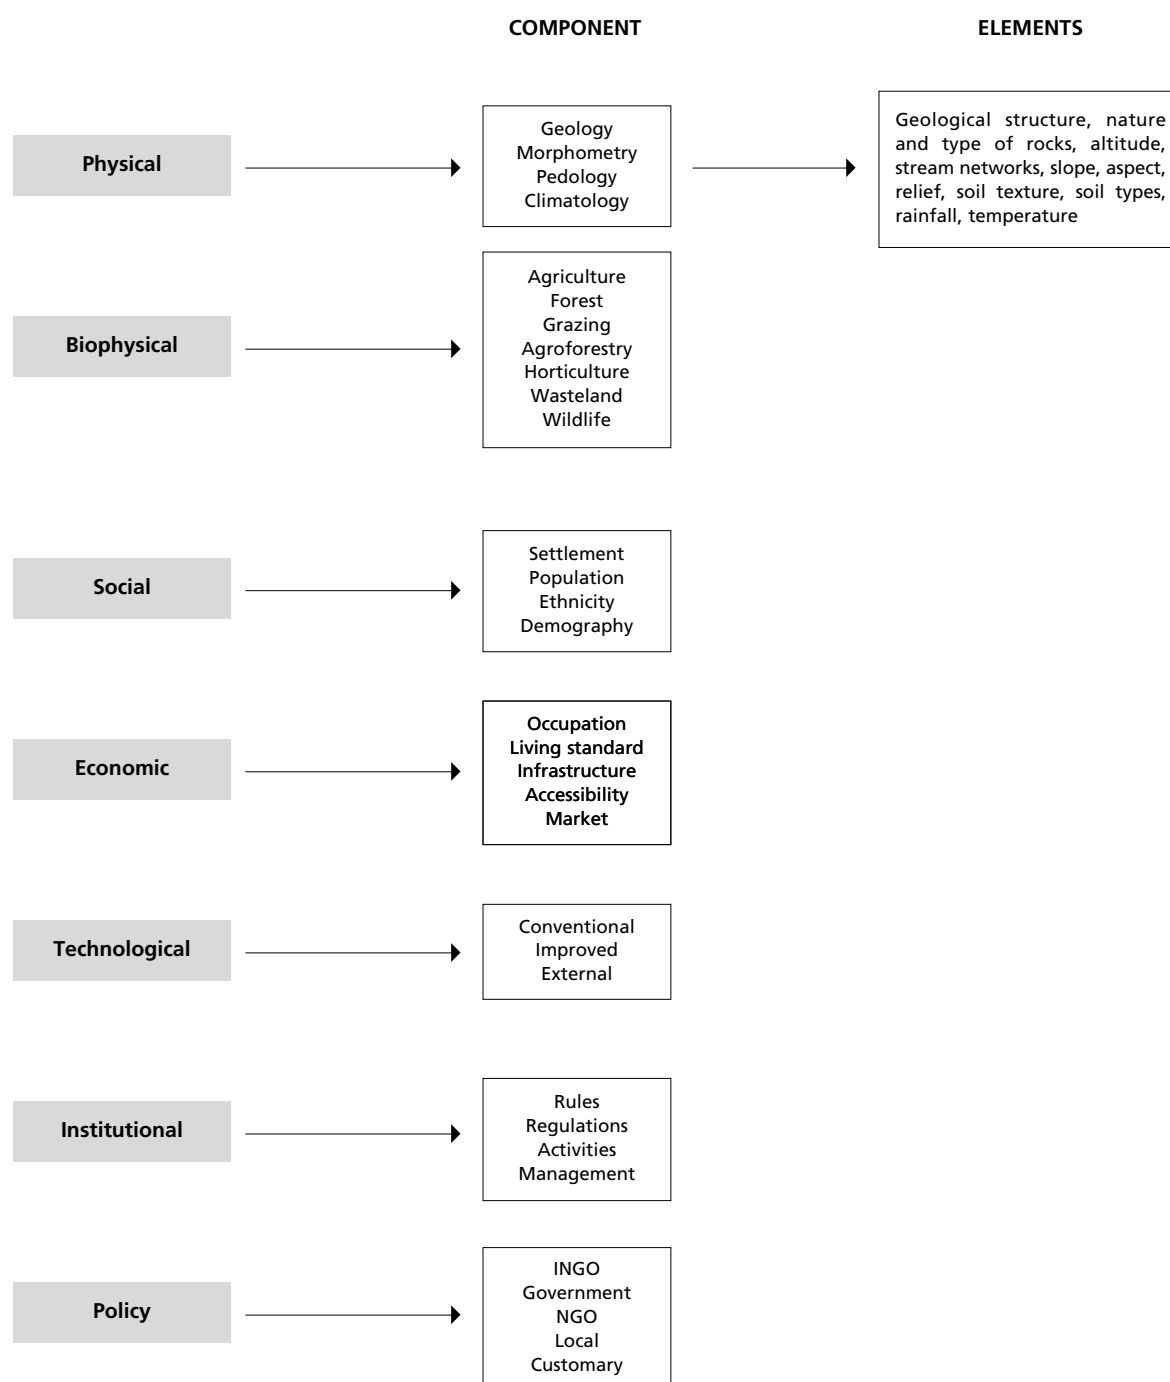 COMPONENT
ELEMENTS
Physical
Geology
Morphometry
Pedology
Climatology
Geological structure, nature
and type of rocks, altitude,
stream networks, slope, aspect,
relief, soil texture, soil types,
rainfall, temperature
Biophysical
Agriculture
Forest
Grazing
Agroforestry
Horticulture
Wasteland
Wildlife
Social
Settlement
Population
Ethnicity
Demography
Economic
Occupation
Living standard
Infrastructure
Accessibility
Market
Technological
Conventional
Improved
External
Institutional
Rules
Regulations
Activities
Management
Policy
INGO
Government
NGO
Local
Customary